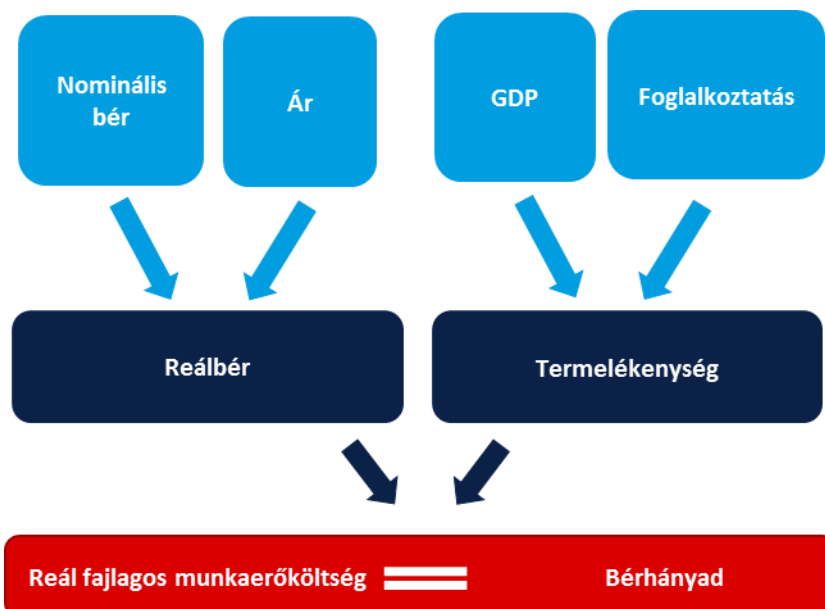 Nominális
bér
Ár
GDP
Foglalkoztatás
Reálbér
Termelékenység
Reál fajlagos munkaerőköltség
Bérhányad